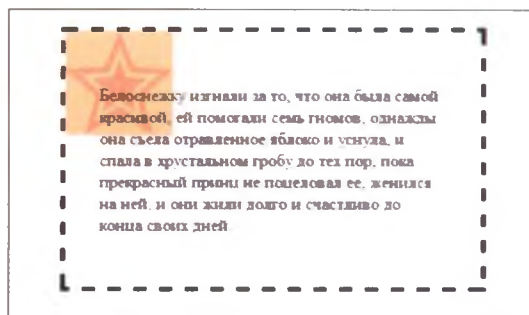 Белоснежку изгнали за то, что она была самой
красивой, ей помогали семь гномов, однажды
она съела отравленное яблоко и уснула, и
спала в хрустальном гробу до тех пор, пока
прекрасный принц не поцеловал ее, женился
на ней, и они жили долго и счастливо до
конца своих дней